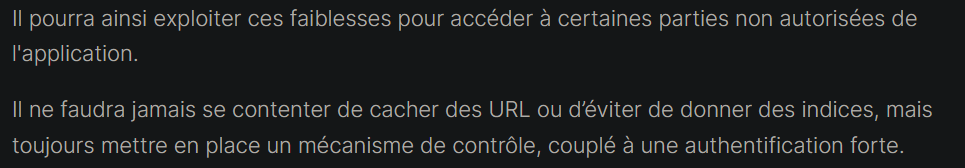 Il pourra ainsi exploiter ces faiblesses pour accéder à certaines parties non autorisées de
l'application.
Il ne faudra jamais se contenter de cacher des URL ou d’éviter de donner des indices, mais
toujours mettre en place un mécanisme de contrôle, couplé à une authentification forte.